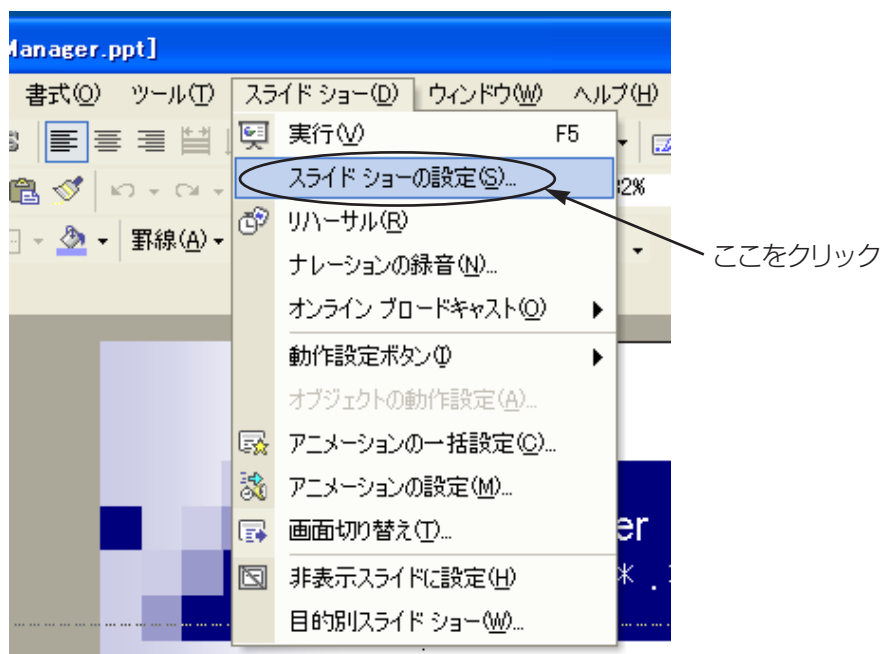 Manager.ppt]
書式(O) ツール(T) スライド ショー(D) ウィンドウ(W) ヘルプ(H)
実行(V) F5
スライド ショーの設定(S)...
2%
リハーサル(R)
罫線(A)
ここをクリック
ナレーションの録音(N)...
オンライン ブロードキャスト(O)
動作設定ボタン(I)
オブジェクトの動作設定(A)...
アニメーションの一括設定(C)...
アニメーションの設定(M)...
画面切り替え(T)...
er
非表示スライドに設定(H)
*.
目的別スライド ショー(W)...